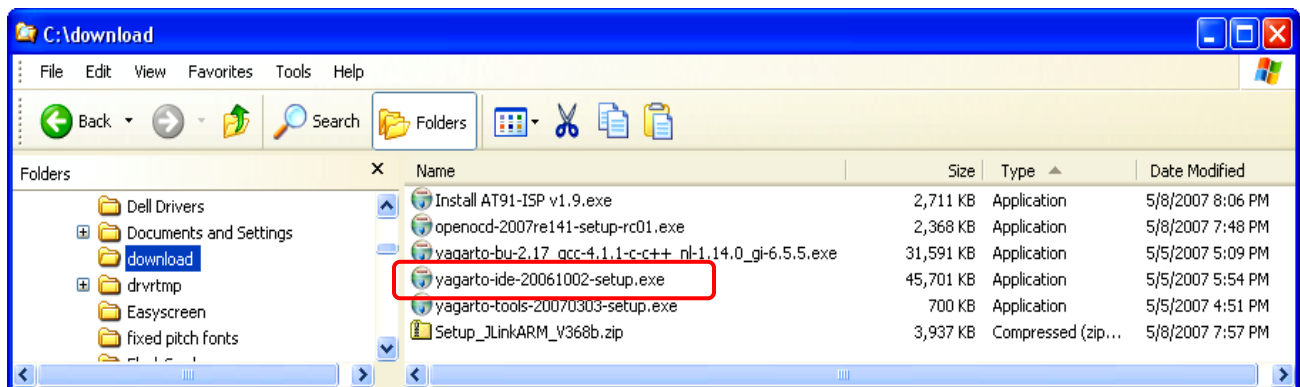 C:\download
File Edit View Favorites Tools Help
Back Search Folders
Folders
Dell Drivers
Documents and Settings
download
drvrtmp
Easyscreen
fixed pitch fonts
Name Size Type Date Modified
Install AT91-ISP v1.9.exe 2,711 KB Application 5/8/2007 8:06 PM
openocd-2007re141-setup-rc01.exe 2,368 KB Application 5/8/2007 7:48 PM
yagarto-bu-2.17_gcc-4.1.1-c-c++_nl-1.14.0_gi-6.5.5.exe 31,591 KB Application 5/5/2007 5:09 PM
yagarto-ide-20061002-setup.exe 45,701 KB Application 5/5/2007 5:54 PM
yagarto-tools-20070303-setup.exe 700 KB Application 5/5/2007 4:51 PM
Setup_JLinkARM_V368b.zip 3,937 KB Compressed (zip... 5/8/2007 7:57 PM